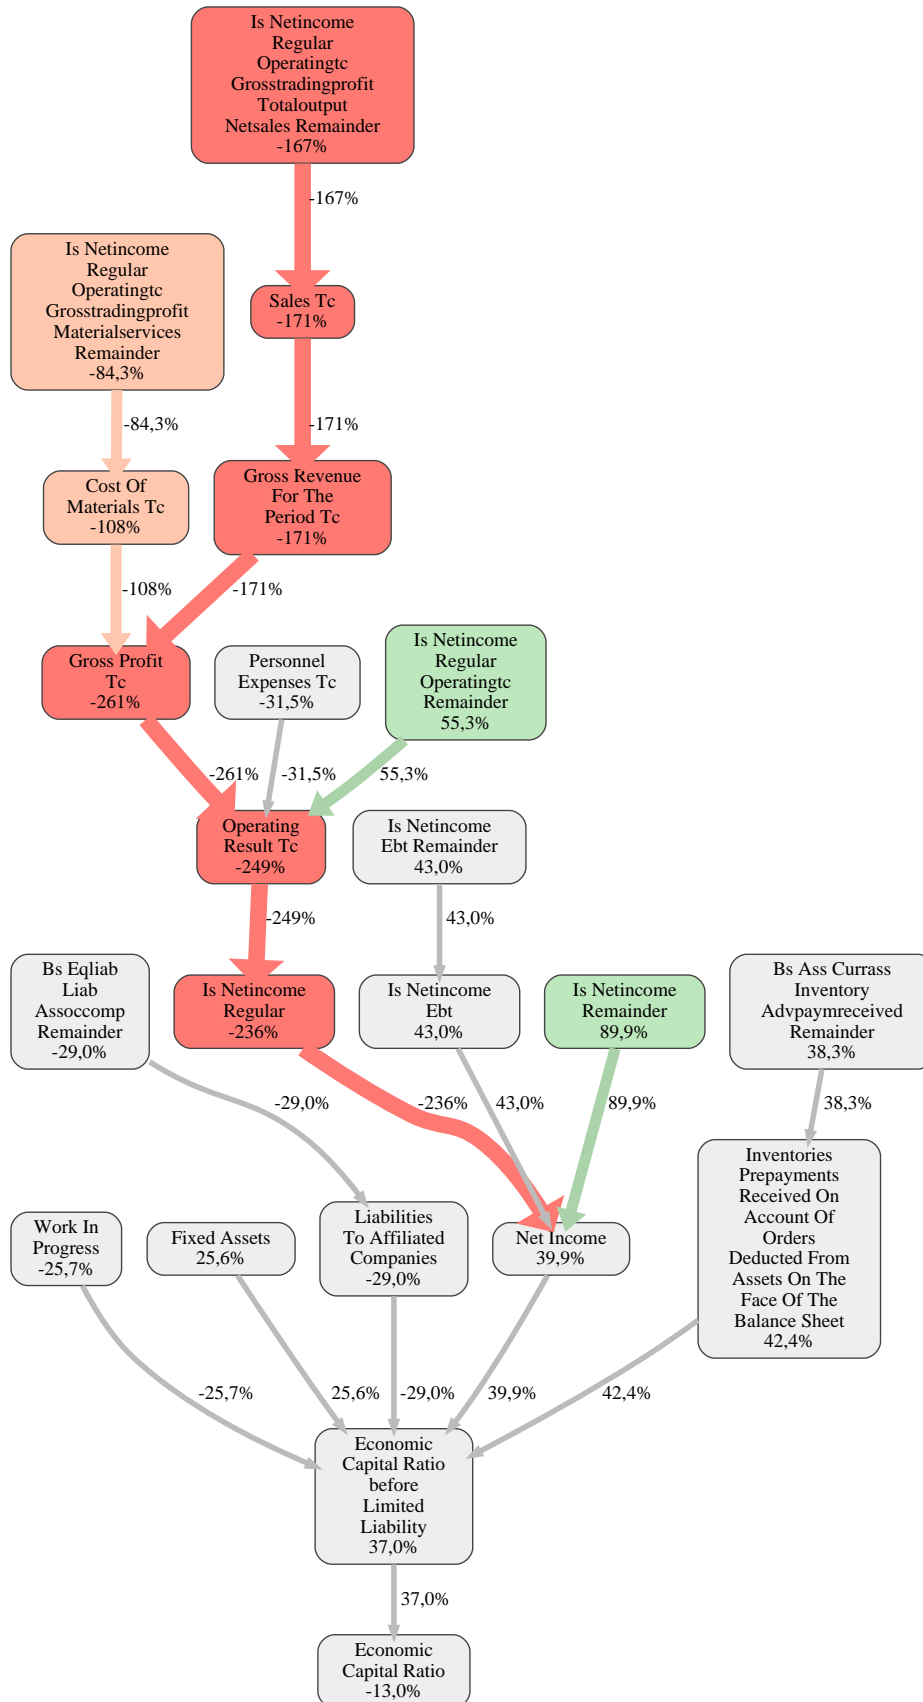 Is Netincome
Regular
Operatingtc
Grosstradingprofit
Totaloutput
Netsales Remainder
-167%
-167%
Is Netincome
Regular
Operatingtc
Grosstradingprofit
Materialservices
Remainder
-84,3%
Sales Tc
-171%
-84,3%
-171%
Cost Of
Materials Tc
-108%
Gross Revenue
For The
Period Tc
-171%
-108%
-171%
Gross Profit
Tc
-261%
Personnel
Expenses Tc
-31,5%
Is Netincome
Regular
Operatingtc
Remainder
55,3%
-261%
-31,5%
55,3%
Operating
Result Tc
-249%
Is Netincome
Ebt Remainder
43,0%
-249%
43,0%
Bs Eqliab
Liab
Assoccomp
Remainder
-29,0%
Is Netincome
Regular
-236%
Is Netincome
Ebt
43,0%
Is Netincome
Remainder
89,9%
Bs Ass Currass
Inventory
Advpaymreceived
Remainder
38,3%
-29,0%
-236%
43,0%
89,9%
38,3%
Work In
Progress
-25,7%
Fixed Assets
25,6%
Liabilities
To Affiliated
Companies
-29,0%
Net Income
39,9%
Inventories
Prepayments
Received On
Account Of
Orders
Deducted From
Assets On The
Face Of The
Balance Sheet
42,4%
-25,7%
25,6%
-29,0%
39,9%
42,4%
Economic
Capital Ratio
before
Limited
Liability
37,0%
37,0%
Economic
Capital Ratio
-13,0%